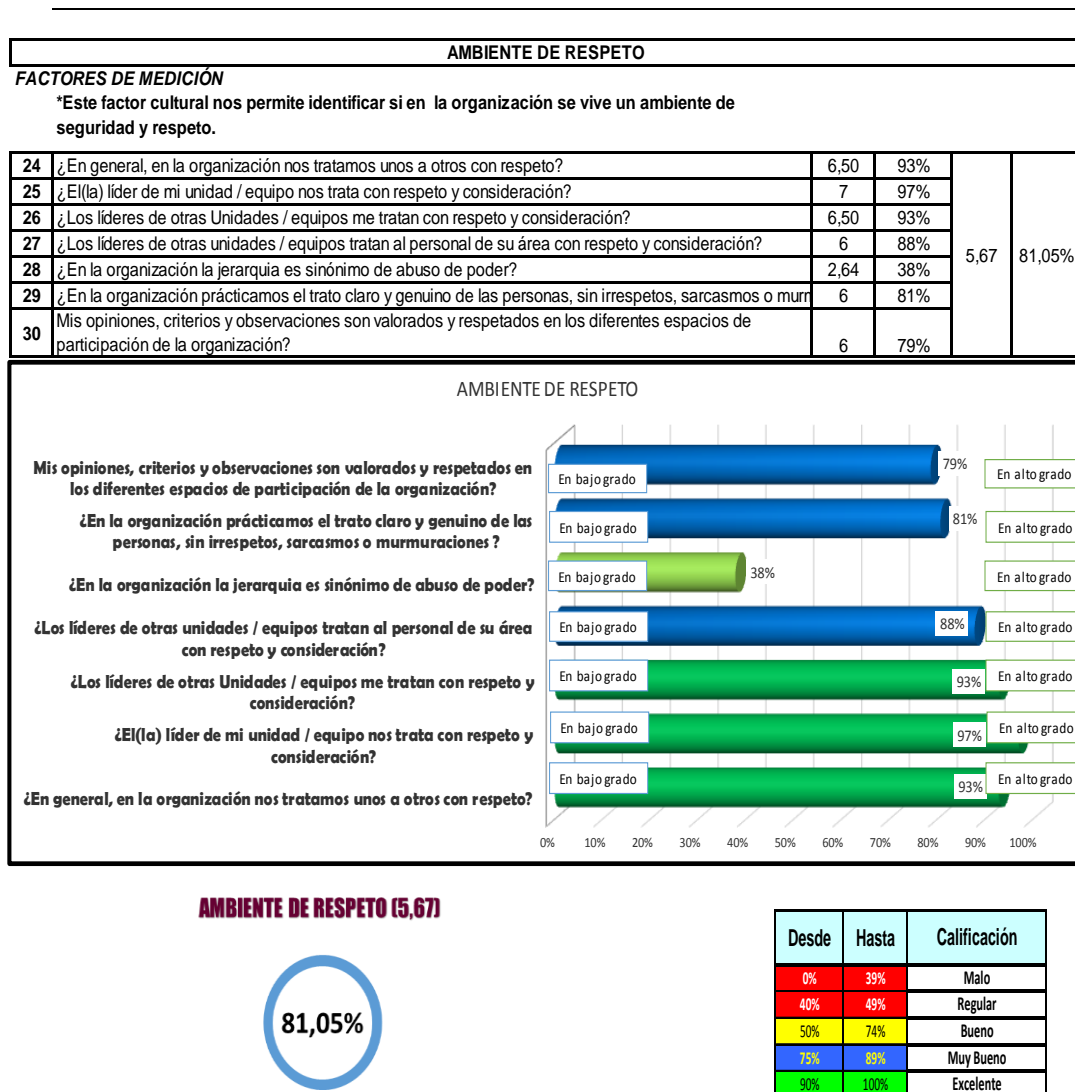 AMBIENTE DE RESPETO
FACTORES DE MEDICIÓN
*Este factor cultural nos permite identificar si en la organización se vive un ambiente de
seguridad y respeto.
24 ¿En general, en la organización nos tratamos unos a otros con respeto? 6,50 93%
25 ¿El(la) líder de mi unidad / equipo nos trata con respeto y consideración? 7 97%
26 ¿Los líderes de otras Unidades / equipos me tratan con respeto y consideración? 6,50 93%
27 ¿Los líderes de otras unidades / equipos tratan al personal de su área con respeto y consideración? 6 88%
5,67 81,05%
28 ¿En la organización la jerarquia es sinónimo de abuso de poder? 2,64 38%
29 ¿En la organización prácticamos el trato claro y genuino de las personas, sin irrespetos, sarcasmos o murm 6 81%
30 Mis opiniones, criterios y observaciones son valorados y respetados en los diferentes espacios de
participación de la organización? 6 79%
AMBIENTE DE RESPETO
Mis opiniones, criterios y observaciones son valorados y respetados en
los diferentes espacios de participación de la organización?
En bajo grado 79% En alto grado
¿En la organización prácticamos el trato claro y genuino de las
personas, sin irrespetos, sarcasmos o murmuraciones ?
En bajo grado 81% En alto grado
¿En la organización la jerarquia es sinónimo de abuso de poder?
En bajo grado 38% En alto grado
¿Los líderes de otras unidades / equipos tratan al personal de su área
con respeto y consideración?
En bajo grado 88% En alto grado
¿Los líderes de otras Unidades / equipos me tratan con respeto y
consideración?
En bajo grado 93% En alto grado
¿El(la) líder de mi unidad / equipo nos trata con respeto y
consideración?
En bajo grado 97% En alto grado
¿En general, en la organización nos tratamos unos a otros con respeto?
En bajo grado 93% En alto grado
0% 10% 20% 30% 40% 50% 60% 70% 80% 90% 100%
AMBIENTE DE RESPETO (5,67)
81,05%
Desde Hasta Calificación
0% 39% Malo
40% 49% Regular
50% 74% Bueno
75% 89% Muy Bueno
90% 100% Excelente